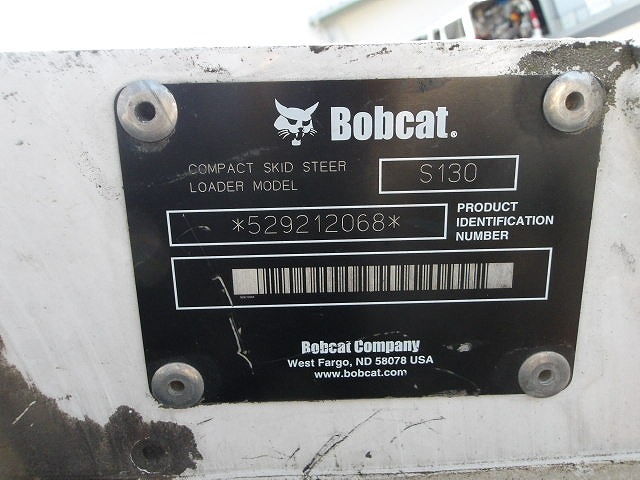 Bobcat.
COMPACT SKID STEER
LOADER MODEL
S130
*529212068*
PRODUCT
IDENTIFICATION
NUMBER
Bobcat Company
West Fargo, ND 58078 USA
www.bobcat.com